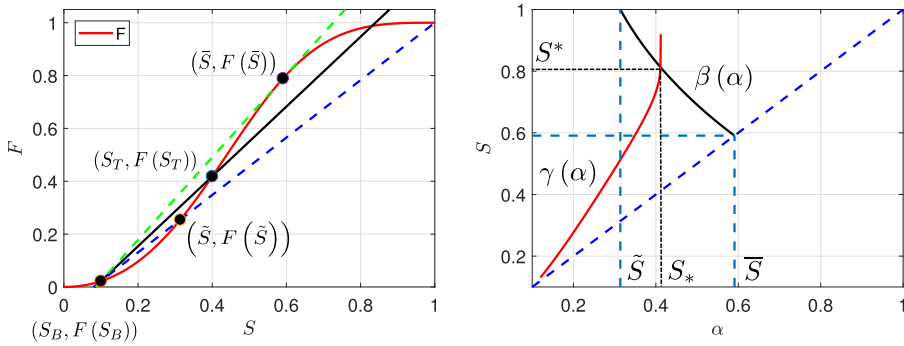 1
0.8
0.6
0.4
0.2
0
F
F
(S̄, F (S̄))
(S_T, F (S_T))
(S̃, F (S̃))
0
0.2
0.4
0.6
0.8
1
(S_B, F (S_B))
S
1
0.8
0.6
0.4
0.2
S
S*
β (α)
γ (α)
S̃
S_*
S̅
0.2
0.4
0.6
0.8
1
α